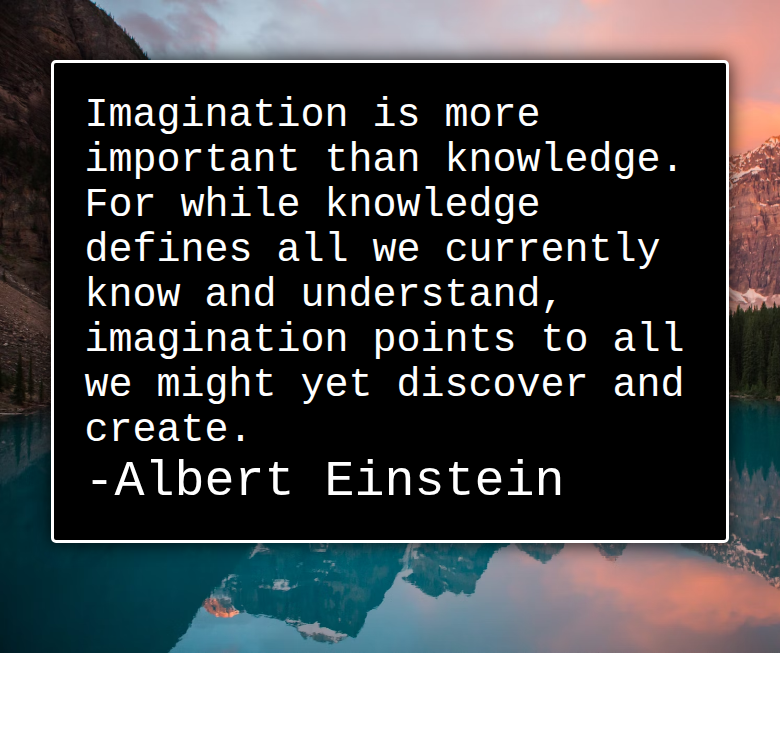 Imagination is more
important than knowledge.
For while knowledge
defines all we currently
know and understand,
imagination points to all
we might yet discover and
create.
-Albert Einstein